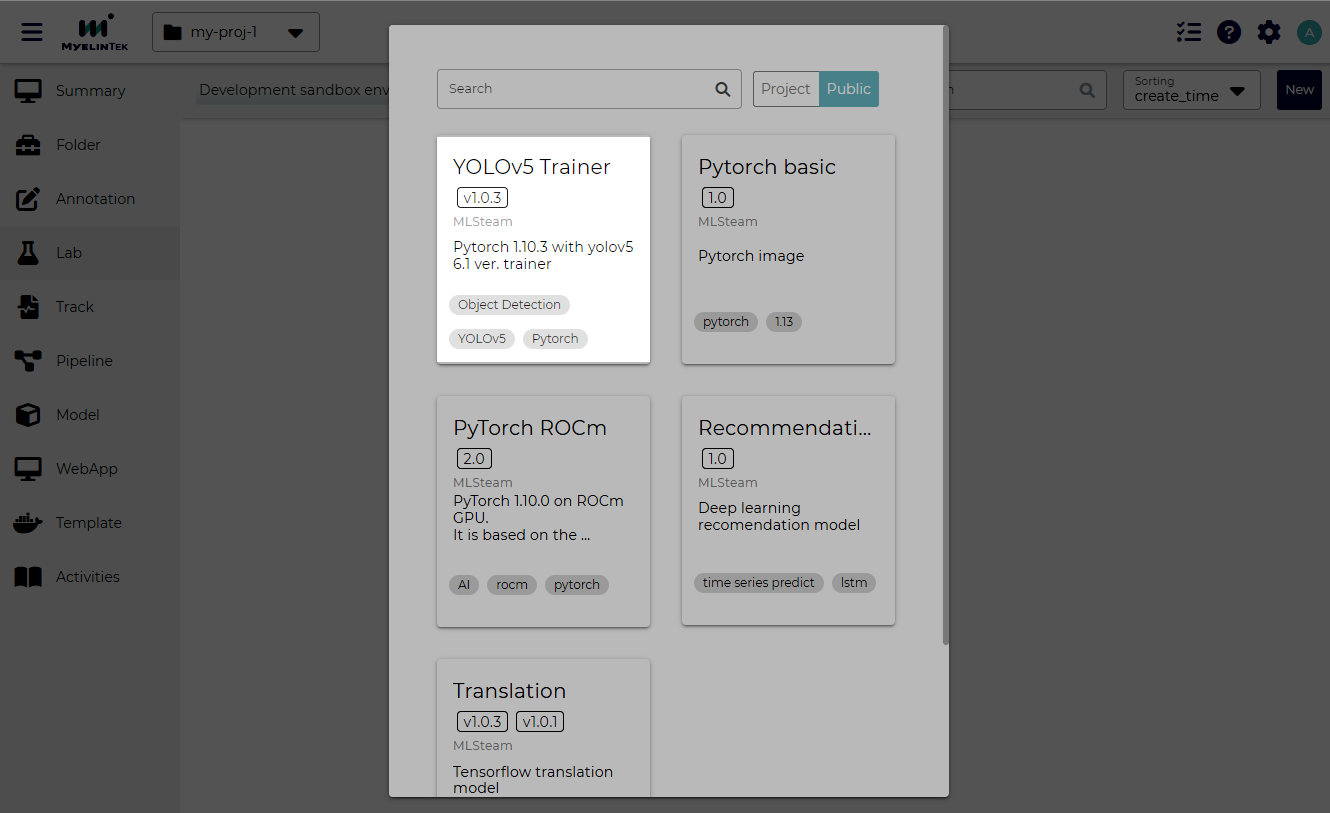 MYELINTEK
my-proj-1
A
Summary
Folder
Annotation
Lab
Track
Pipeline
Model
WebApp
Template
Activities
Development sandbox env
Sorting
create_time
New
Search
Project
Public
YOLOv5 Trainer
v1.0.3
MLSteam
Pytorch 1.10.3 with yolov5
6.1 ver. trainer
Object Detection
YOLOv5 Pytorch
Pytorch basic
1.0
MLSteam
Pytorch image
pytorch 1.13
PyTorch ROCm
2.0
MLSteam
PyTorch 1.10.0 on ROCm
GPU.
It is based on the ...
AI rocm pytorch
Recommendati...
1.0
MLSteam
Deep learning
recomendation model
time series predict lstm
Translation
v1.0.3 v1.0.1
MLSteam
Tensorflow translation
model